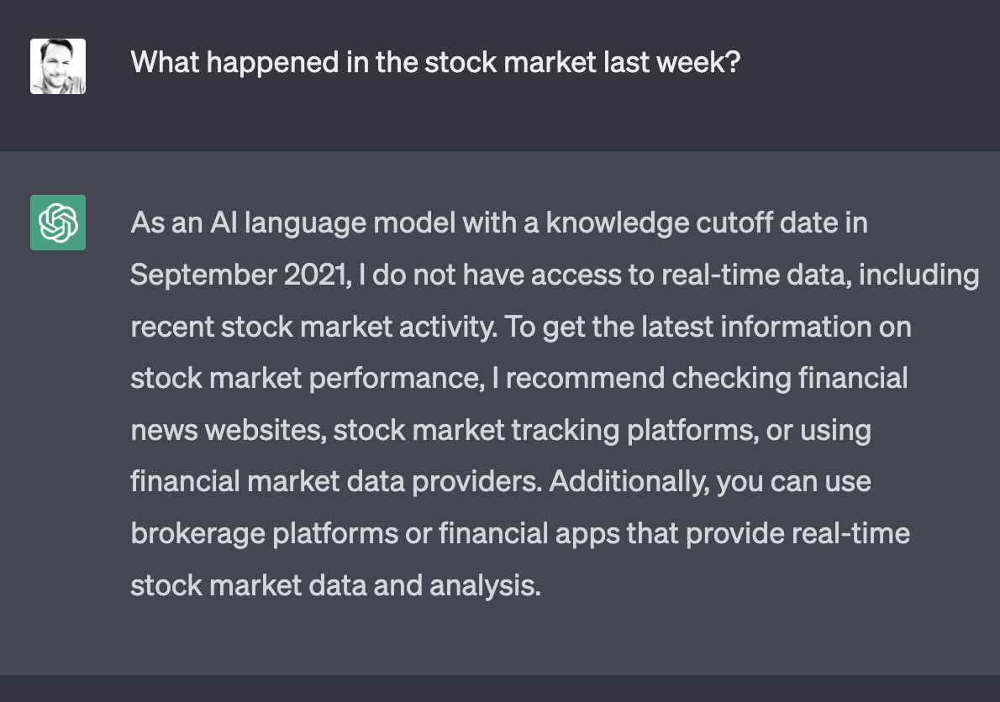 What happened in the stock market last week?
As an AI language model with a knowledge cutoff date in
September 2021, I do not have access to real-time data, including
recent stock market activity. To get the latest information on
stock market performance, I recommend checking financial
news websites, stock market tracking platforms, or using
financial market data providers. Additionally, you can use
brokerage platforms or financial apps that provide real-time
stock market data and analysis.